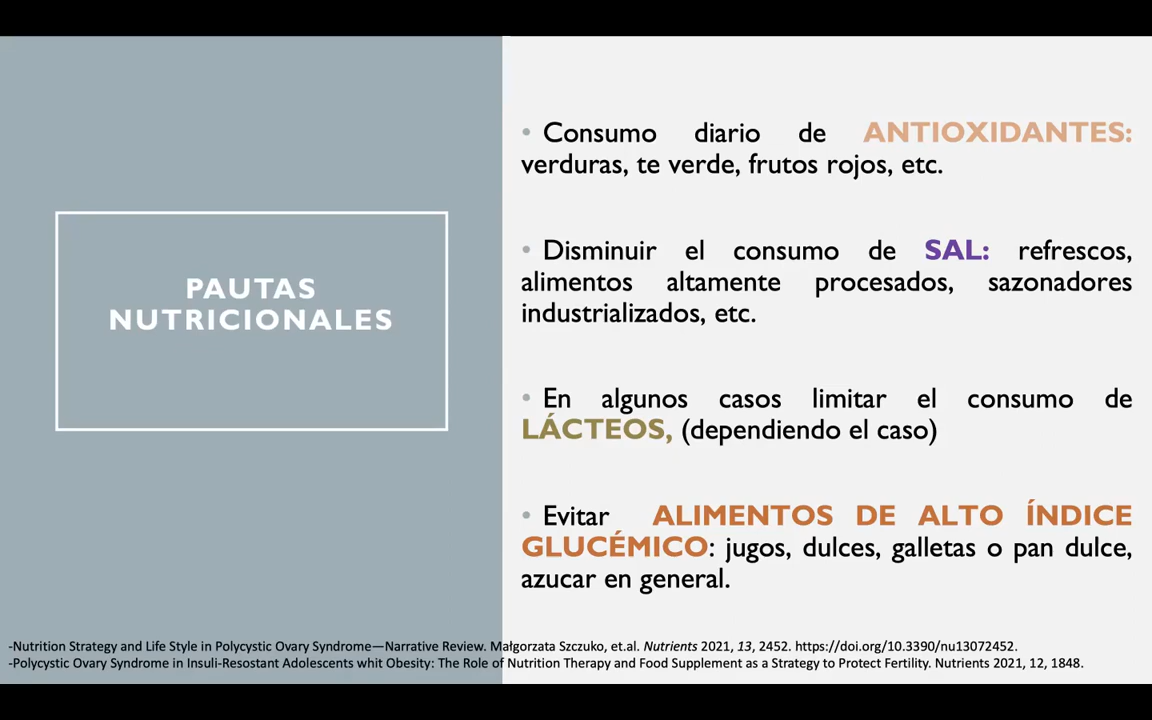 PAUTAS
NUTRICIONALES
• Consumo diario de ANTIOXIDANTES:
verduras, te verde, frutos rojos, etc.
• Disminuir el consumo de SAL: refrescos,
alimentos altamente procesados, sazonadores
industrializados, etc.
• En algunos casos limitar el consumo de
LÁCTEOS, (dependiendo el caso)
• Evitar ALIMENTOS DE ALTO ÍNDICE
GLUCÉMICO: jugos, dulces, galletas o pan dulce,
azucar en general.
-Nutrition Strategy and Life Style in Polycystic Ovary Syndrome—Narrative Review. Małgorzata Szczuko, et.al. Nutrients 2021, 13, 2452. https://doi.org/10.3390/nu13072452.
-Polycystic Ovary Syndrome in Insuli-Resostant Adolescents whit Obesity: The Role of Nutrition Therapy and Food Supplement as a Strategy to Protect Fertility. Nutrients 2021, 12, 1848.